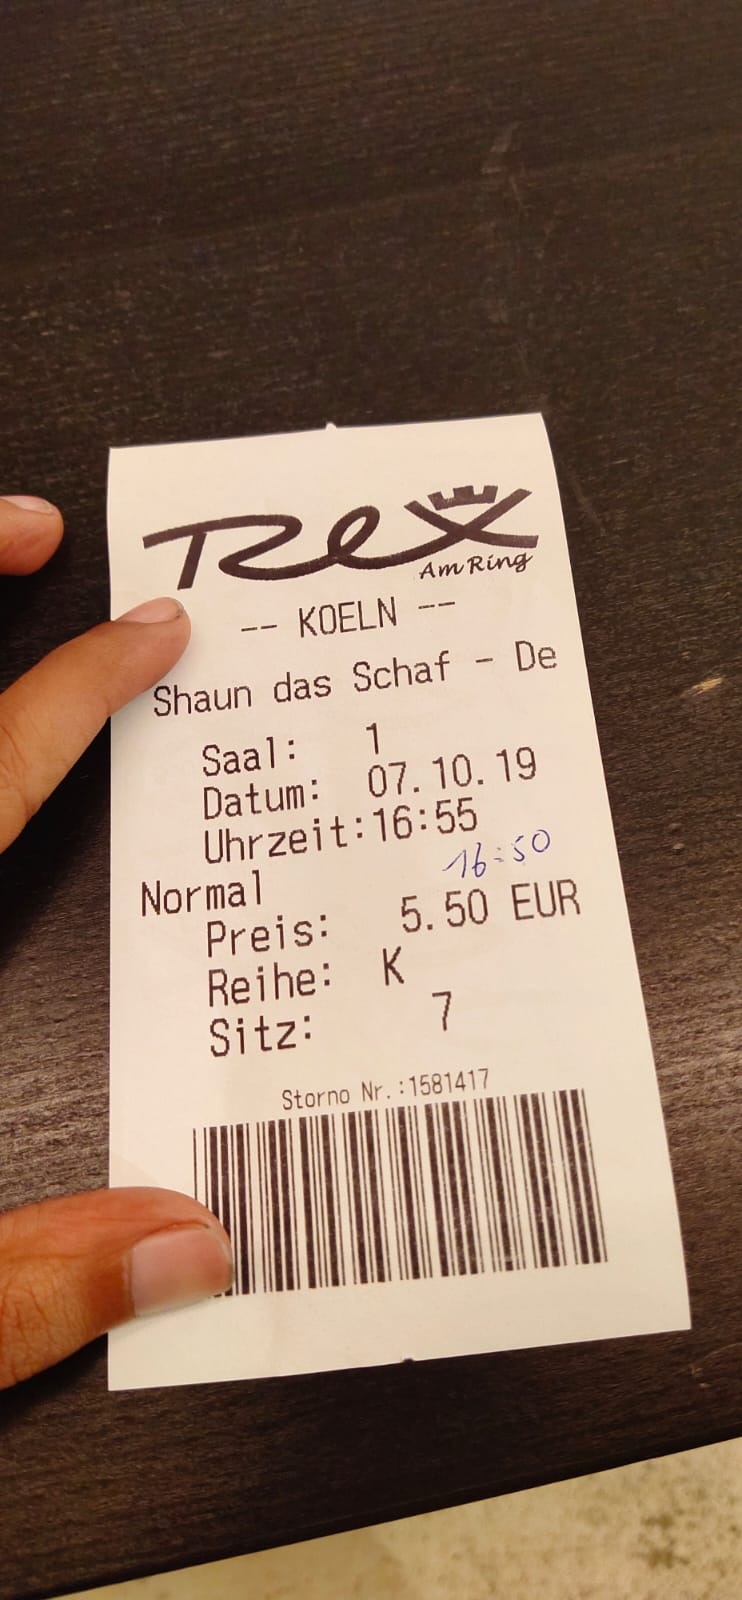 Rex
Am Ring
-- KOELN --
Shaun das Schaf - De
Saal: 1
Datum: 07.10.19
Uhrzeit:16:55
16:50
Normal
Preis: 5.50 EUR
Reihe: K
Sitz: 7
Storno Nr.:1581417